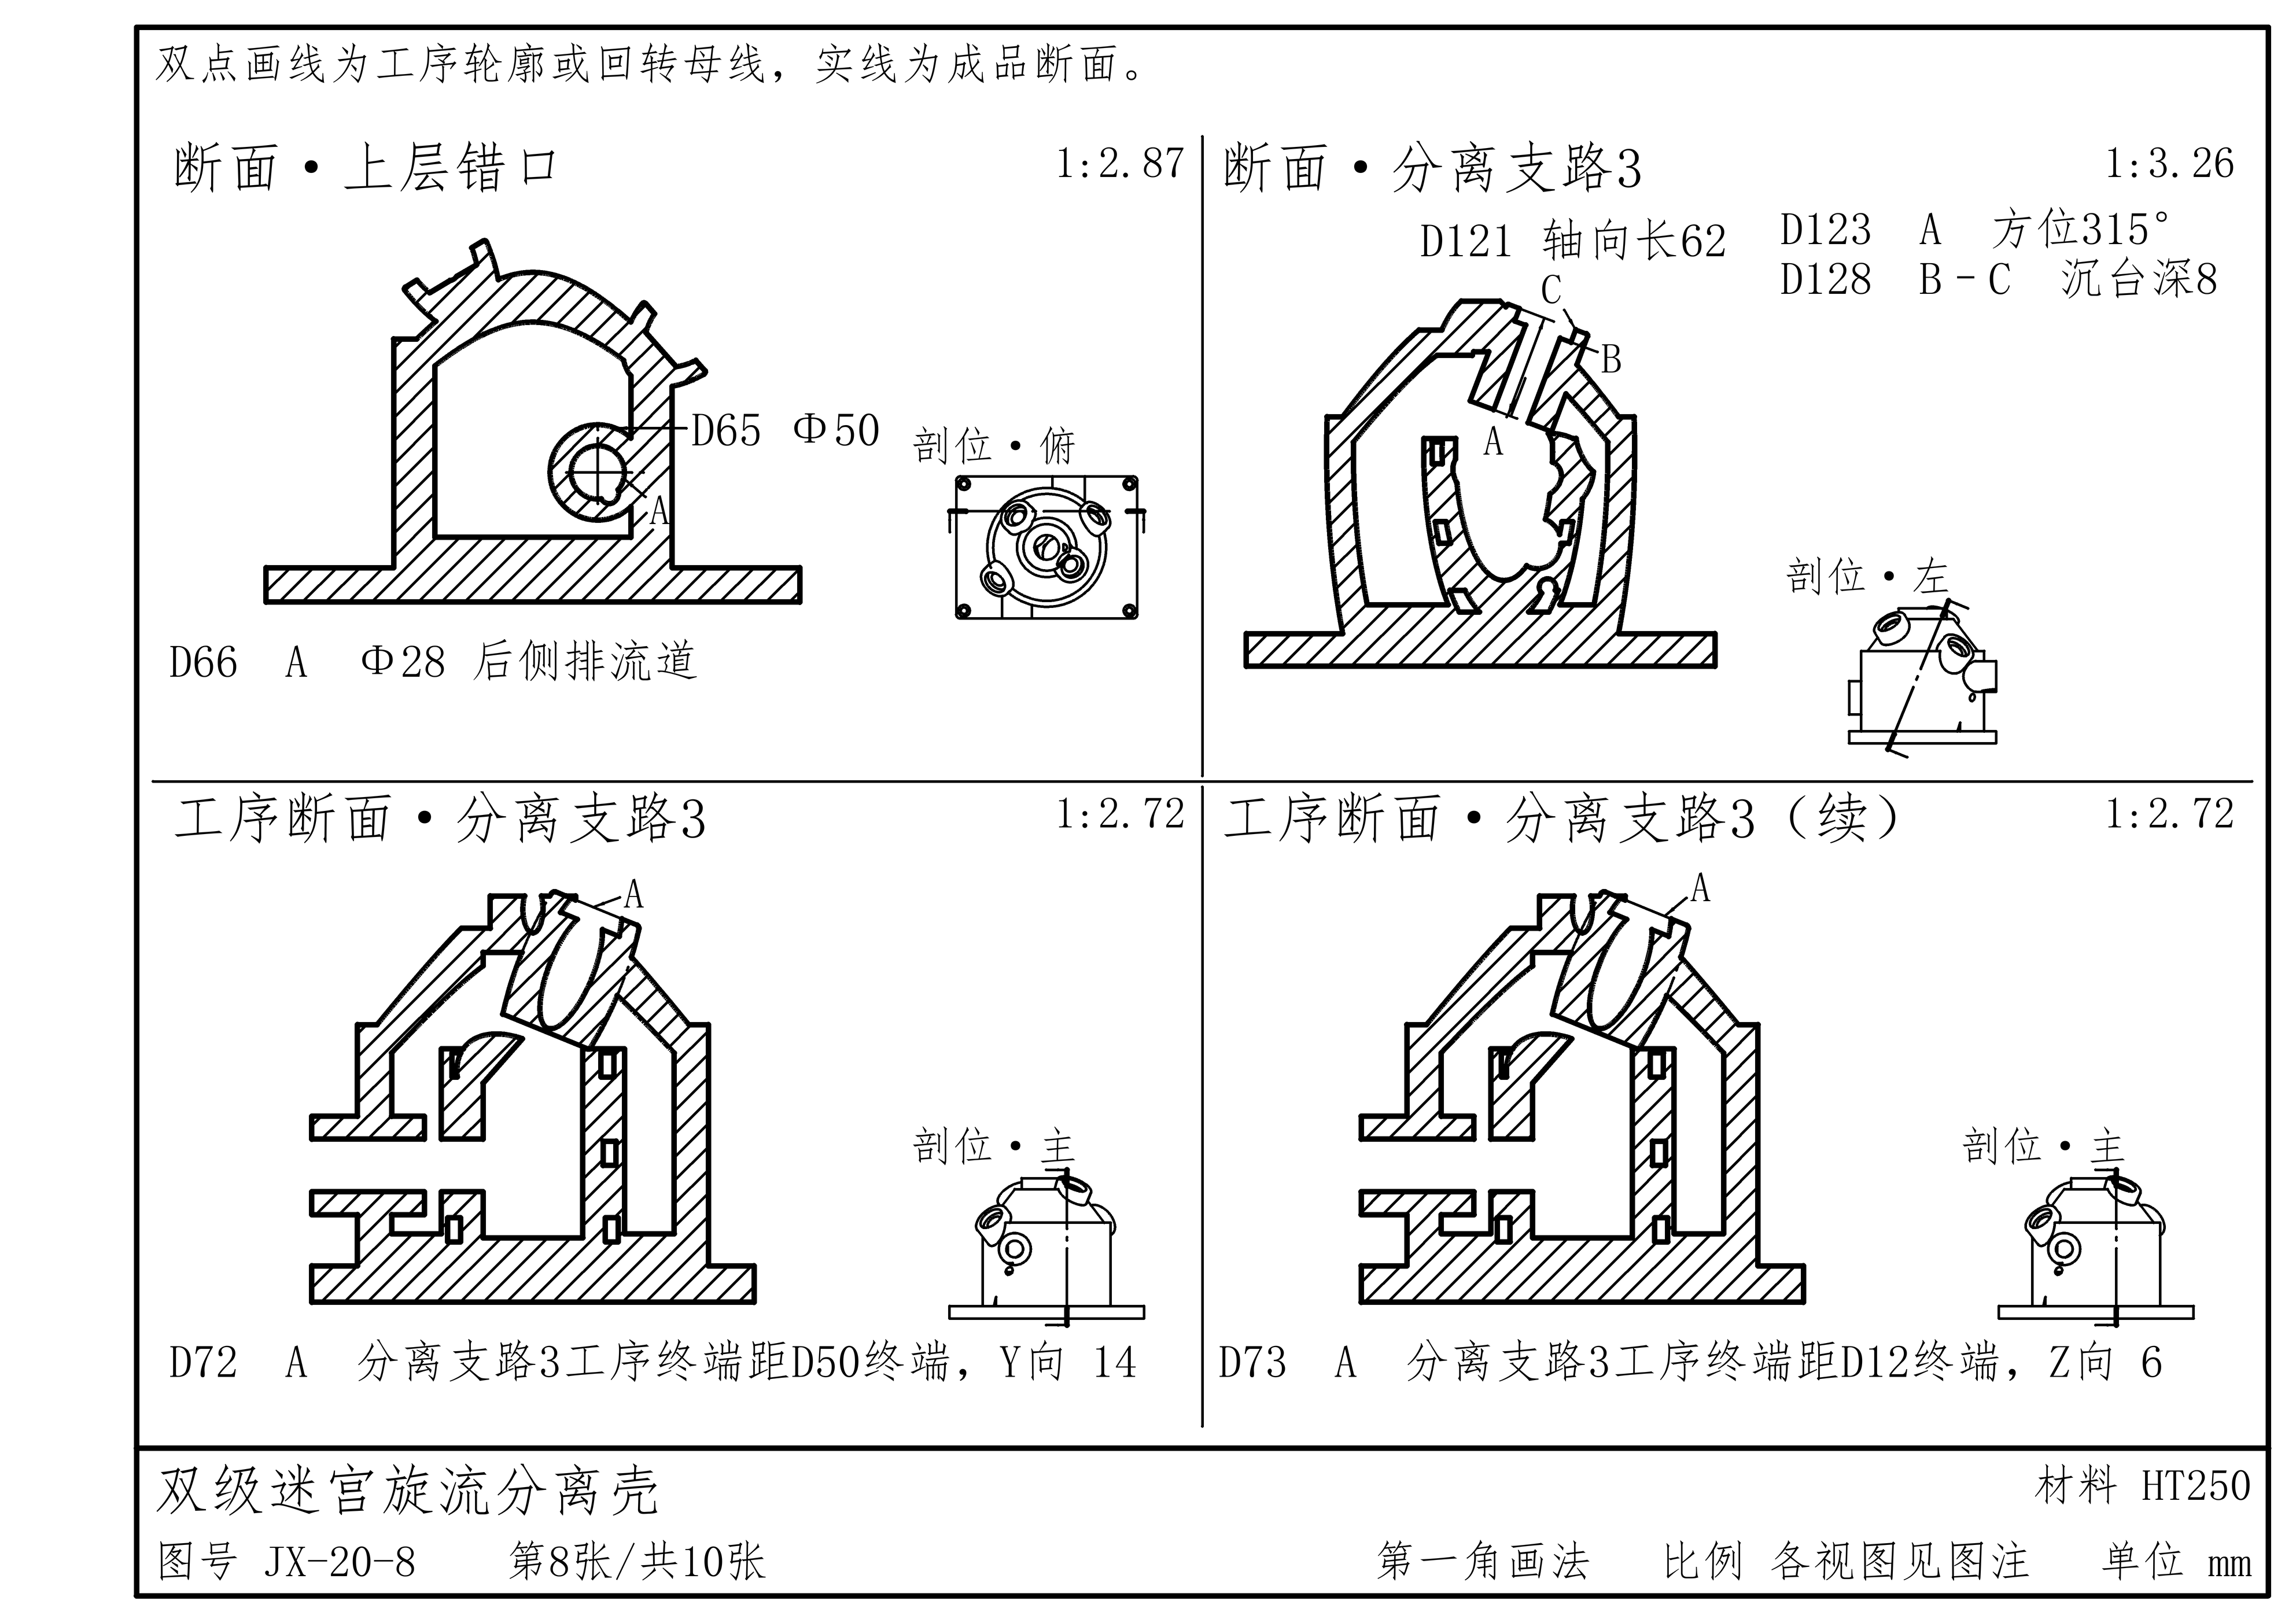 双点画线为工序轮廓或回转母线，实线为成品断面。
断面·上层错口 1:2.87
D65 Φ50
A
剖位·俯
D66 A Φ28 后侧排流道
断面·分离支路3 1:3.26
D121 轴向长62
D123 A 方位315°
D128 B-C 沉台深8
C
B
A
剖位·左
工序断面·分离支路3 1:2.72
A
剖位·主
D72 A 分离支路3工序终端距D50终端，Y向 14
工序断面·分离支路3（续） 1:2.72
A
剖位·主
D73 A 分离支路3工序终端距D12终端，Z向 6
双级迷宫旋流分离壳 材料 HT250
图号 JX-20-8 第8张/共10张 第一角画法 比例 各视图见图注 单位 mm